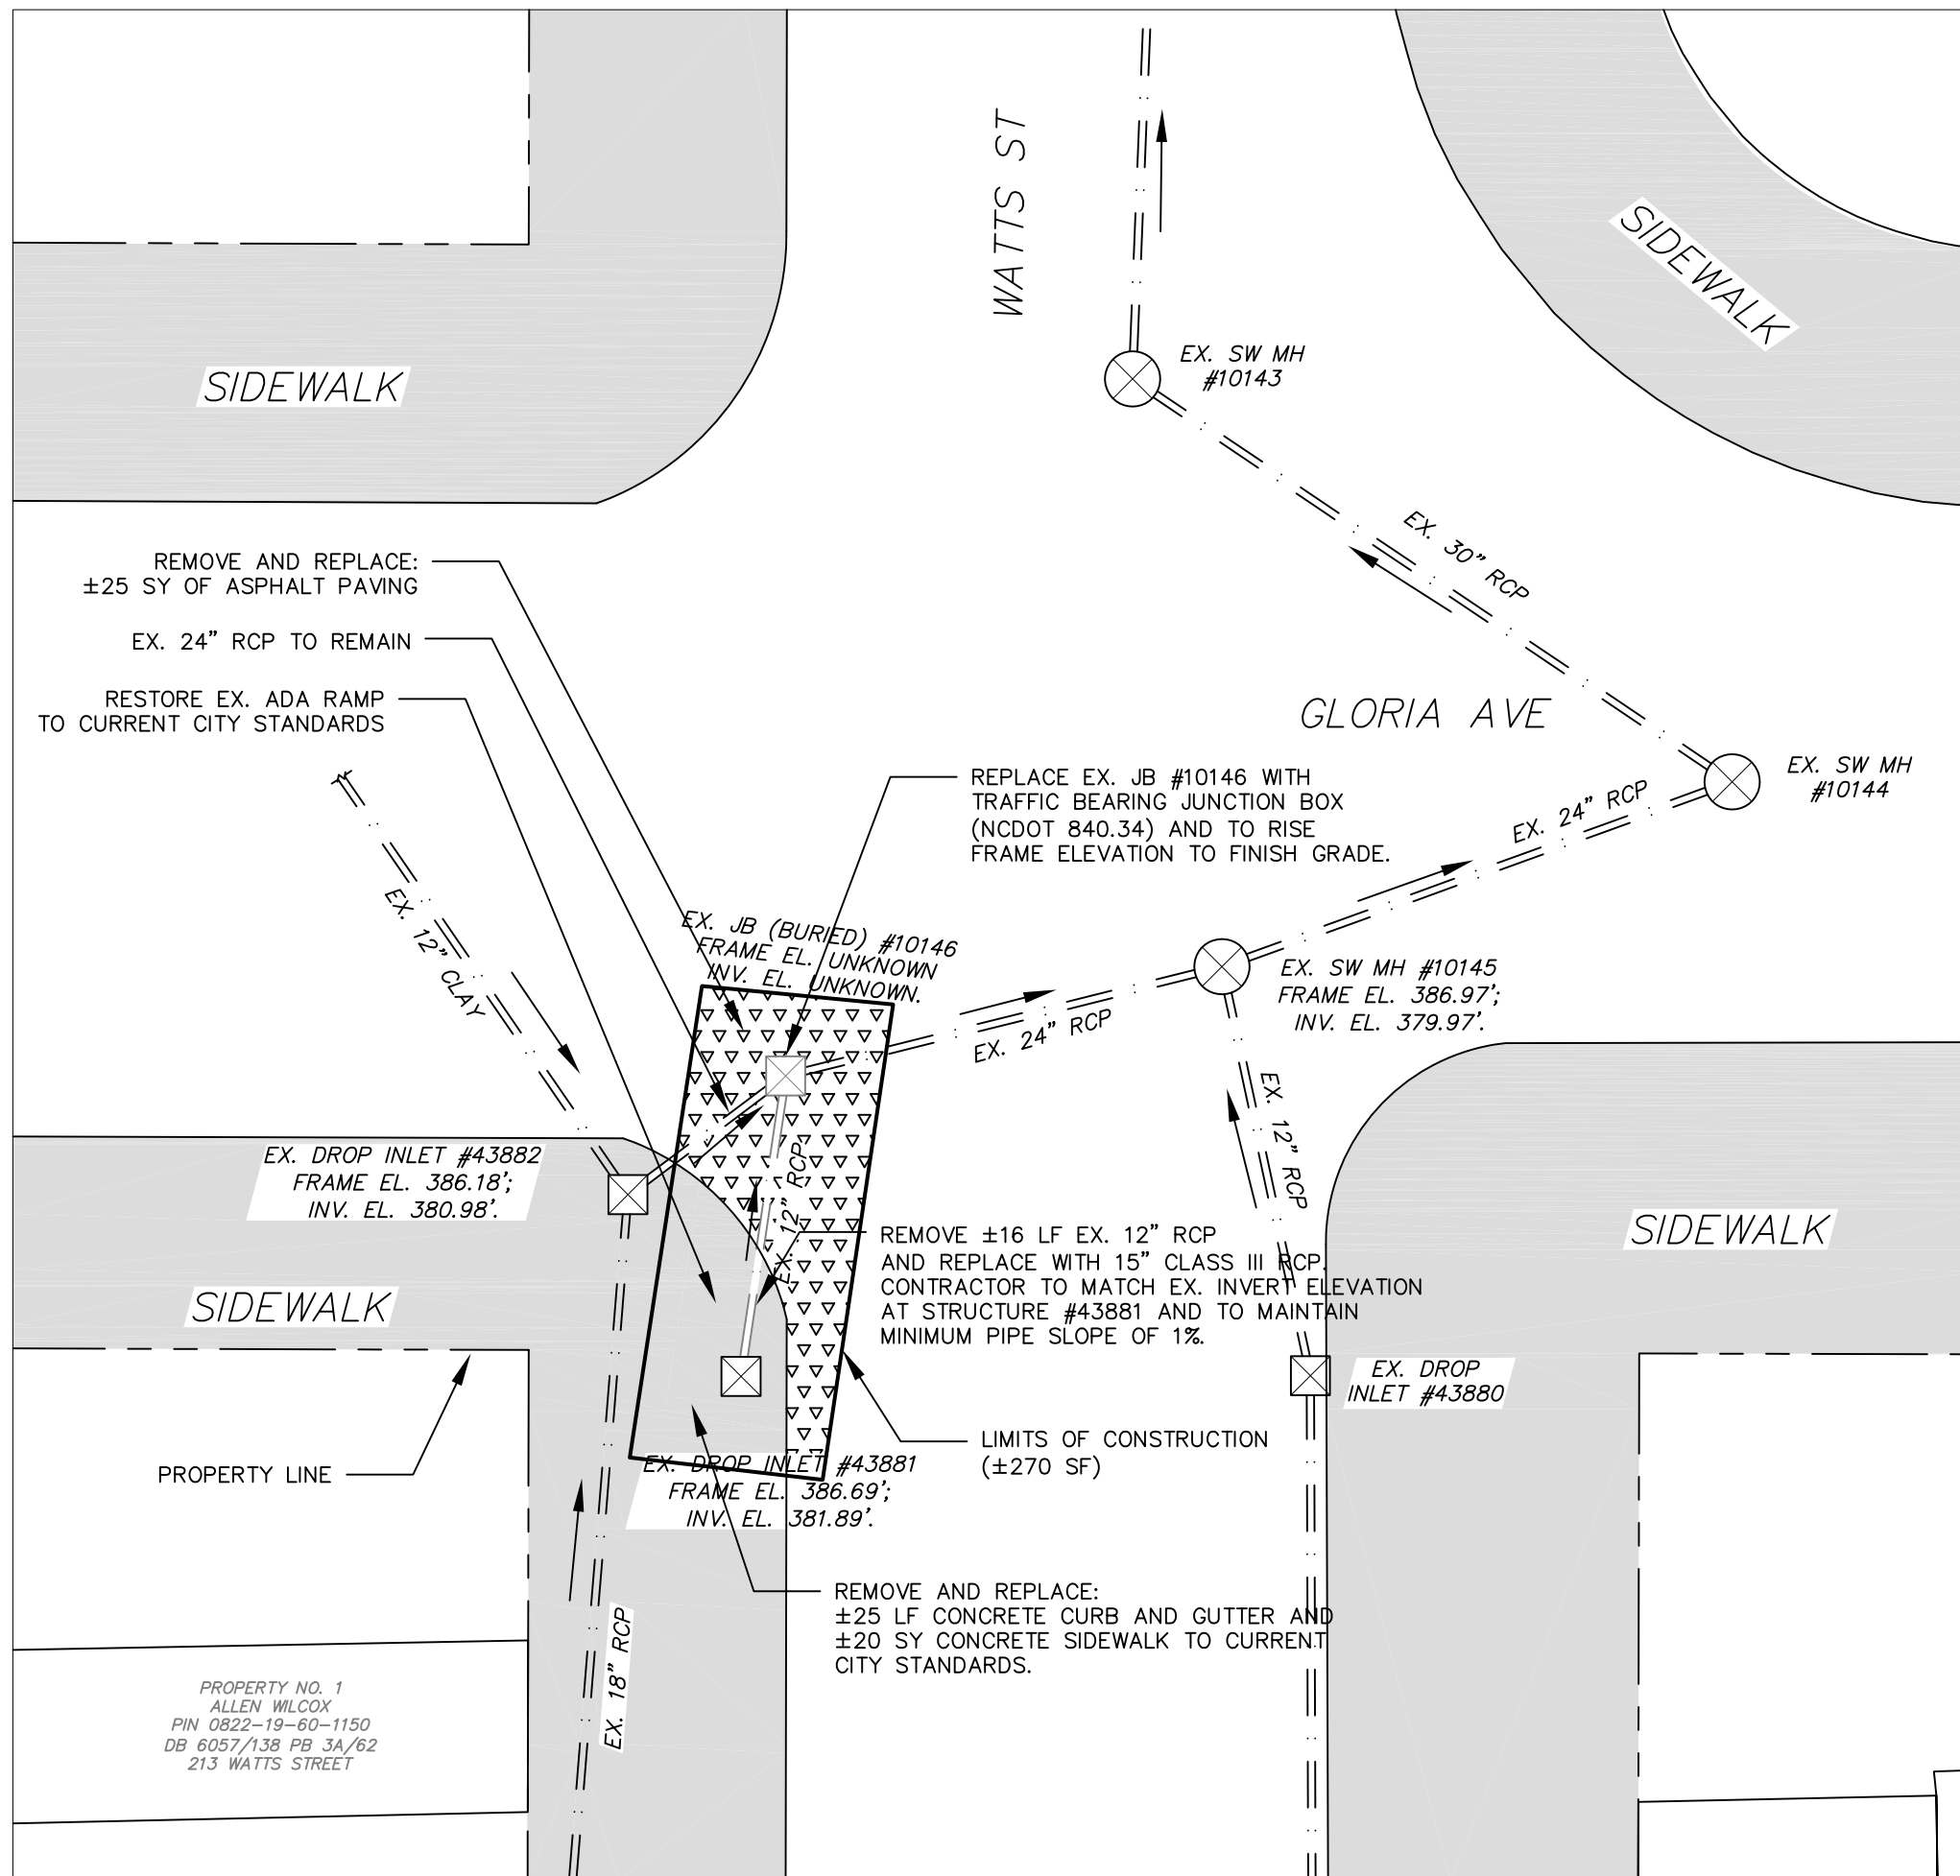 WATTS ST
SIDEWALK
SIDEWALK
EX. SW MH
#10143
EX. 30" RCP
REMOVE AND REPLACE:
±25 SY OF ASPHALT PAVING
EX. 24" RCP TO REMAIN
RESTORE EX. ADA RAMP
TO CURRENT CITY STANDARDS
GLORIA AVE
EX. SW MH
#10144
REPLACE EX. JB #10146 WITH
TRAFFIC BEARING JUNCTION BOX
(NCDOT 840.34) AND TO RISE
FRAME ELEVATION TO FINISH GRADE.
EX. 24" RCP
EX. 12" CLAY
EX. JB (BURIED) #10146
FRAME EL. UNKNOWN
INV. EL. UNKNOWN.
EX. SW MH #10145
FRAME EL. 386.97';
INV. EL. 379.97'.
EX. 24" RCP
EX. 12" RCP
EX. DROP INLET #43882
FRAME EL. 386.18';
INV. EL. 380.98'.
EX. 12" RCP
SIDEWALK
SIDEWALK
REMOVE ±16 LF EX. 12" RCP
AND REPLACE WITH 15" CLASS III RCP.
CONTRACTOR TO MATCH EX. INVERT ELEVATION
AT STRUCTURE #43881 AND TO MAINTAIN
MINIMUM PIPE SLOPE OF 1%.
EX. DROP
INLET #43880
LIMITS OF CONSTRUCTION
(±270 SF)
PROPERTY LINE
EX. DROP INLET #43881
FRAME EL. 386.69';
INV. EL. 381.89'.
REMOVE AND REPLACE:
±25 LF CONCRETE CURB AND GUTTER AND
±20 SY CONCRETE SIDEWALK TO CURRENT
CITY STANDARDS.
EX. 18" RCP
PROPERTY NO. 1
ALLEN WILCOX
PIN 0822-19-60-1150
DB 6057/138 PB 3A/62
213 WATTS STREET